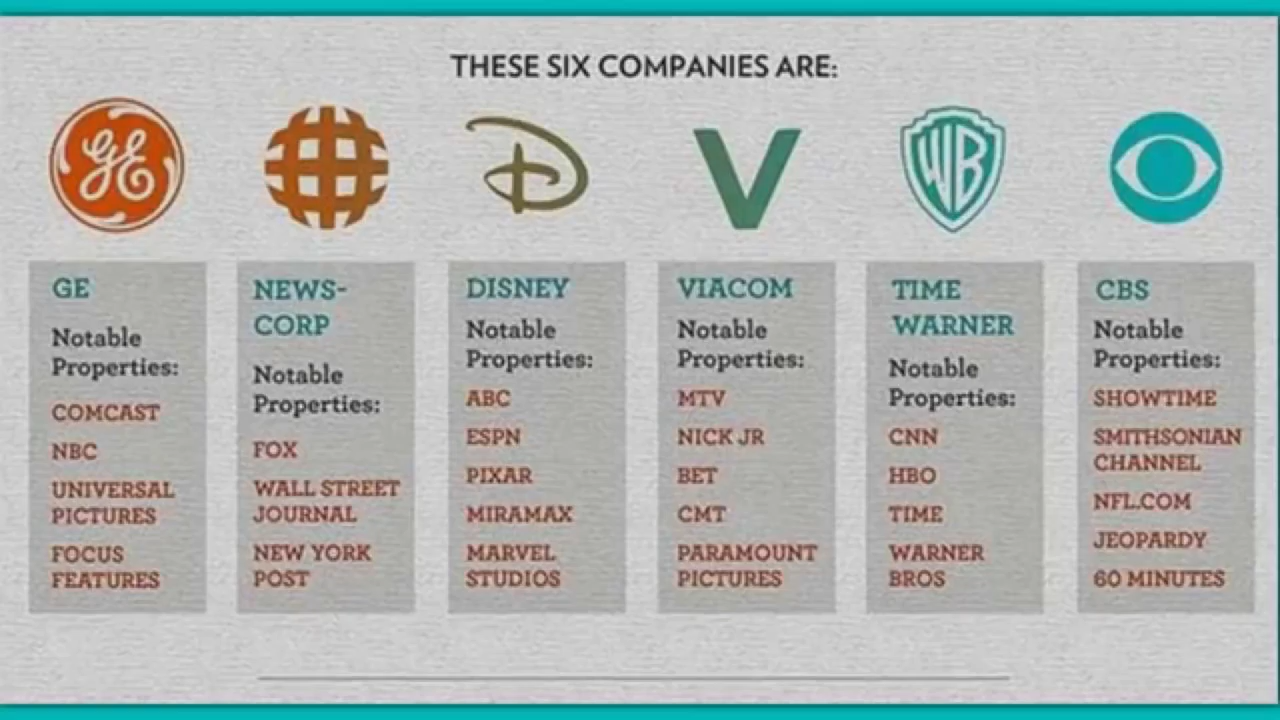 THESE SIX COMPANIES ARE:
GE
WB
GE
Notable
Properties:
COMCAST
NBC
UNIVERSAL
PICTURES
FOCUS
FEATURES
NEWS-
CORP
Notable
Properties:
FOX
WALL STREET
JOURNAL
NEW YORK
POST
DISNEY
Notable
Properties:
ABC
ESPN
PIXAR
MIRAMAX
MARVEL
STUDIOS
VIACOM
Notable
Properties:
MTV
NICK JR
BET
CMT
PARAMOUNT
PICTURES
TIME
WARNER
Notable
Properties:
CNN
HBO
TIME
WARNER
BROS
CBS
Notable
Properties:
SHOWTIME
SMITHSONIAN
CHANNEL
NFL.COM
JEOPARDY
60 MINUTES